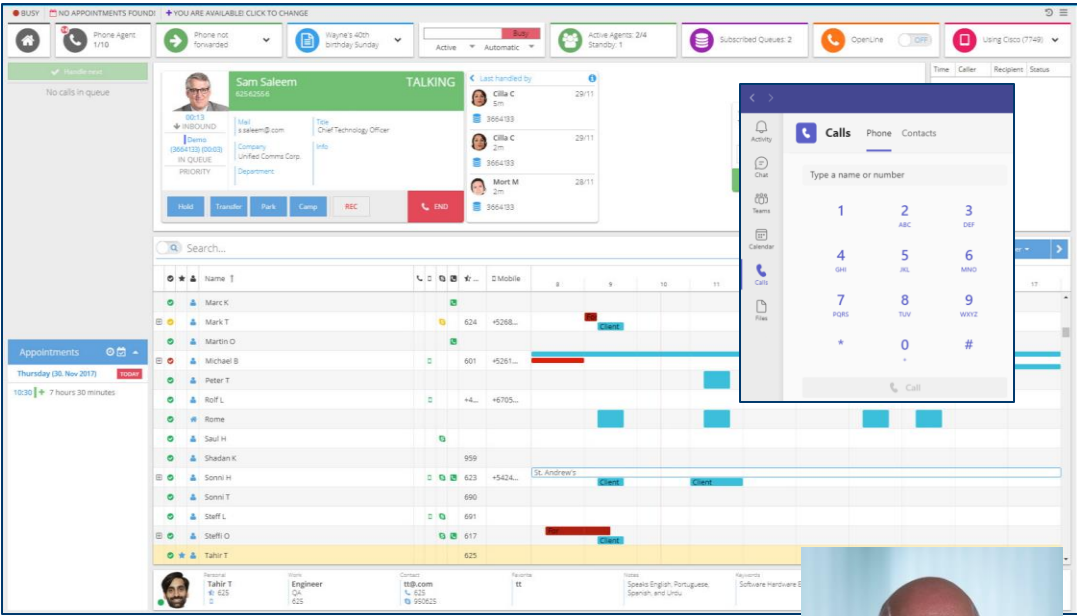 BUSY NO APPOINTMENTS FOUND! YOU ARE AVAILABLE! CLICK TO CHANGE
Phone Agent
1/10
Phone not
forwarded
Wayne's 40th
birthday Sunday
Busy
Active Automatic
Active Agents: 2/4
Standby: 1
Subscribed Queues: 2
OpenLine OFF
Using Cisco (7749)
Handle next
No calls in queue
Sam Saleem TALKING
62562556
00:13
INBOUND
Demo
(3664133) (00:03)
IN QUEUE
PRIORITY
Mail
s.saleem@.com
Title
Chief Technology Officer
Company
Unified Comms Corp.
Info
Department
Hold Transfer Park Camp REC END
Last handled by
Cilla C 29/11
5m
3664133
Cilla C 29/11
2m
3664133
Mort M 28/11
2m
3664133
Time Caller Recipient Status
Search...
Name Mobile 8 9 10 11 17
Marc K
Mark T 624 +5268...
Client
Martin O
Michael B 601 +5261...
Peter T
Rolf L +4... +6705...
Rome
Saul H
Shadan K 959
Sonni H 623 +5424... St. Andrew's
Client Client
Sonni T 690
Steff L 691
Steffi O 617
Client
Tahir T 625
Appointments
Thursday (30. Nov 2017) TODAY
10:30 7 hours 30 minutes
Personal
Tahir T
625
Work
Engineer
QA
625
Contact
tt@.com
625
950625
Favorite
tt
Notes
Speaks English, Portuguese,
Spanish, and Urdu
Keywords
Software Hardware
Activity
Chat
Teams
Calendar
Calls
Files
Calls Phone Contacts
Type a name or number
1 2 3
ABC DEF
4 5 6
GHI JKL MNO
7 8 9
PQRS TUV WXYZ
* 0 #
+
Call